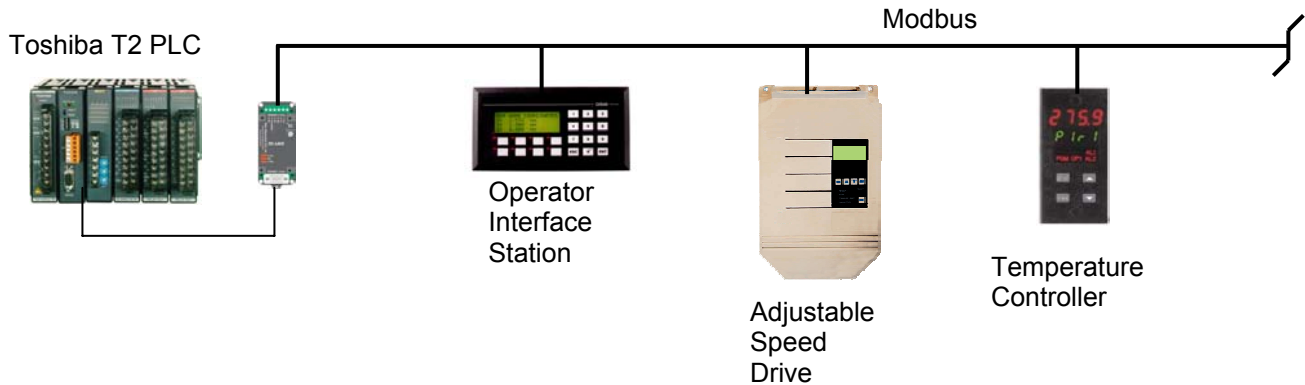 Modbus
Toshiba T2 PLC
275.9
Operator
Interface
Station
Temperature
Controller
Adjustable
Speed
Drive